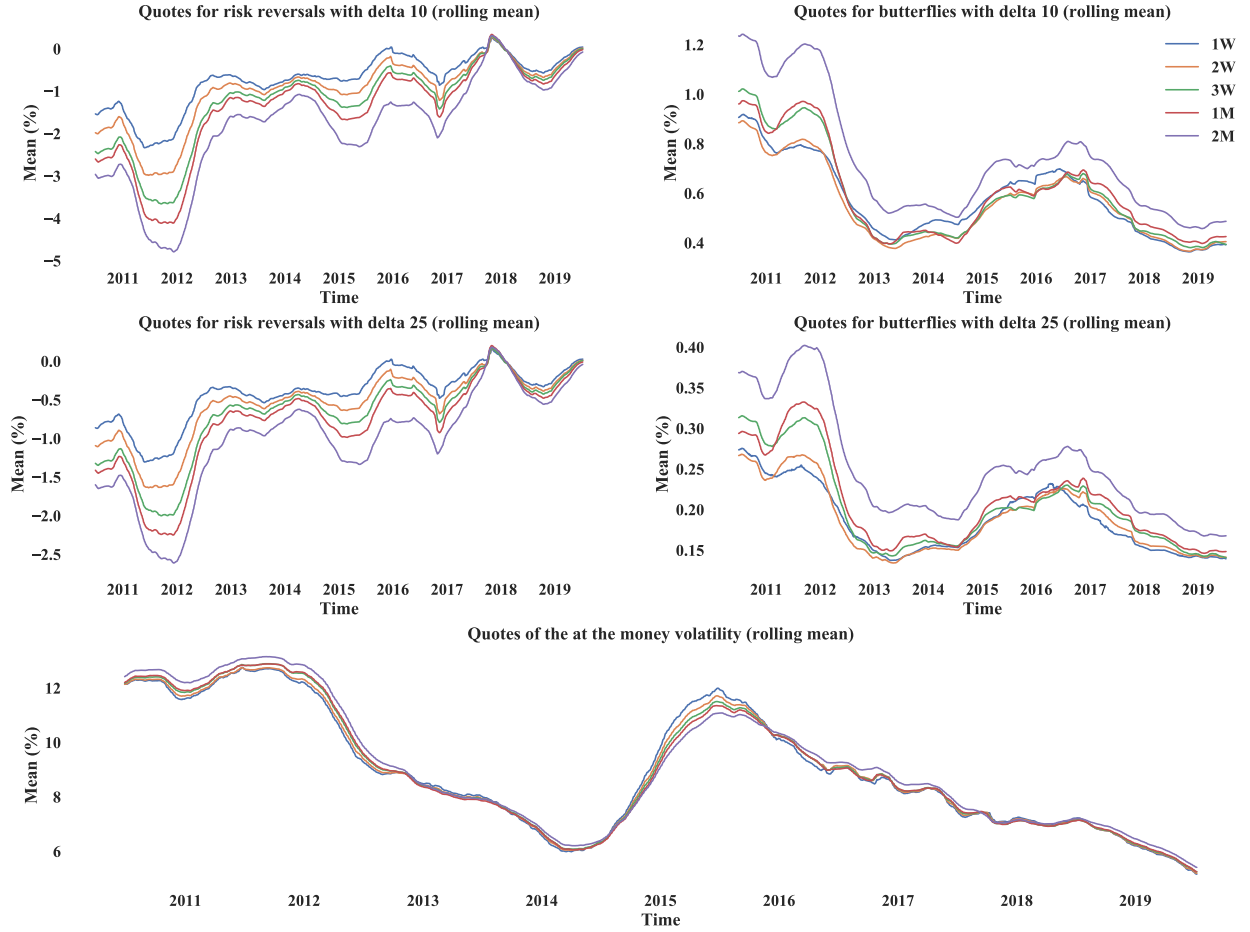 Quotes for risk reversals with delta 10 (rolling mean)
Mean (%)
0
−1
−2
−3
−4
−5
2011 2012 2013 2014 2015 2016 2017 2018 2019
Time
Quotes for butterflies with delta 10 (rolling mean)
Mean (%)
1.2
1.0
0.8
0.6
0.4
2011 2012 2013 2014 2015 2016 2017 2018 2019
Time
1W
2W
3W
1M
2M
Quotes for risk reversals with delta 25 (rolling mean)
Mean (%)
0.0
−0.5
−1.0
−1.5
−2.0
−2.5
2011 2012 2013 2014 2015 2016 2017 2018 2019
Time
Quotes for butterflies with delta 25 (rolling mean)
Mean (%)
0.40
0.35
0.30
0.25
0.20
0.15
2011 2012 2013 2014 2015 2016 2017 2018 2019
Time
Quotes of the at the money volatility (rolling mean)
Mean (%)
12
10
8
6
2011 2012 2013 2014 2015 2016 2017 2018 2019
Time